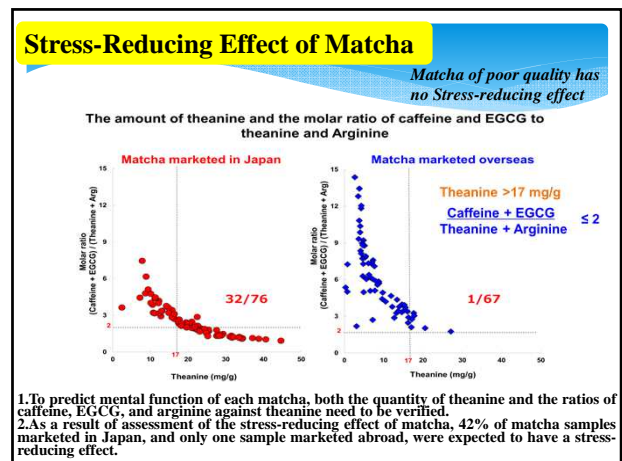 Stress-Reducing Effect of Matcha
Matcha of poor quality has
no Stress-reducing effect
The amount of theanine and the molar ratio of caffeine and EGCG to
theanine and Arginine
Matcha marketed in Japan
Molar ratio
(Caffeine + EGCG) / (Theanine + Arg)
15
12
9
6
3
2
0
32/76
0 10 17 20 30 40 50
Theanine (mg/g)
Matcha marketed overseas
Molar ratio
(Caffeine + EGCG) / (Theanine + Arg)
15
12
9
6
3
2
0
Theanine >17 mg/g
Caffeine + EGCG
Theanine + Arginine
≤ 2
1/67
0 10 17 20 30 40 50
Theanine (mg/g)
1.To predict mental function of each matcha, both the quantity of theanine and the ratios of
caffeine, EGCG, and arginine against theanine need to be verified.
2.As a result of assessment of the stress-reducing effect of matcha, 42% of matcha samples
marketed in Japan, and only one sample marketed abroad, were expected to have a stress-
reducing effect.